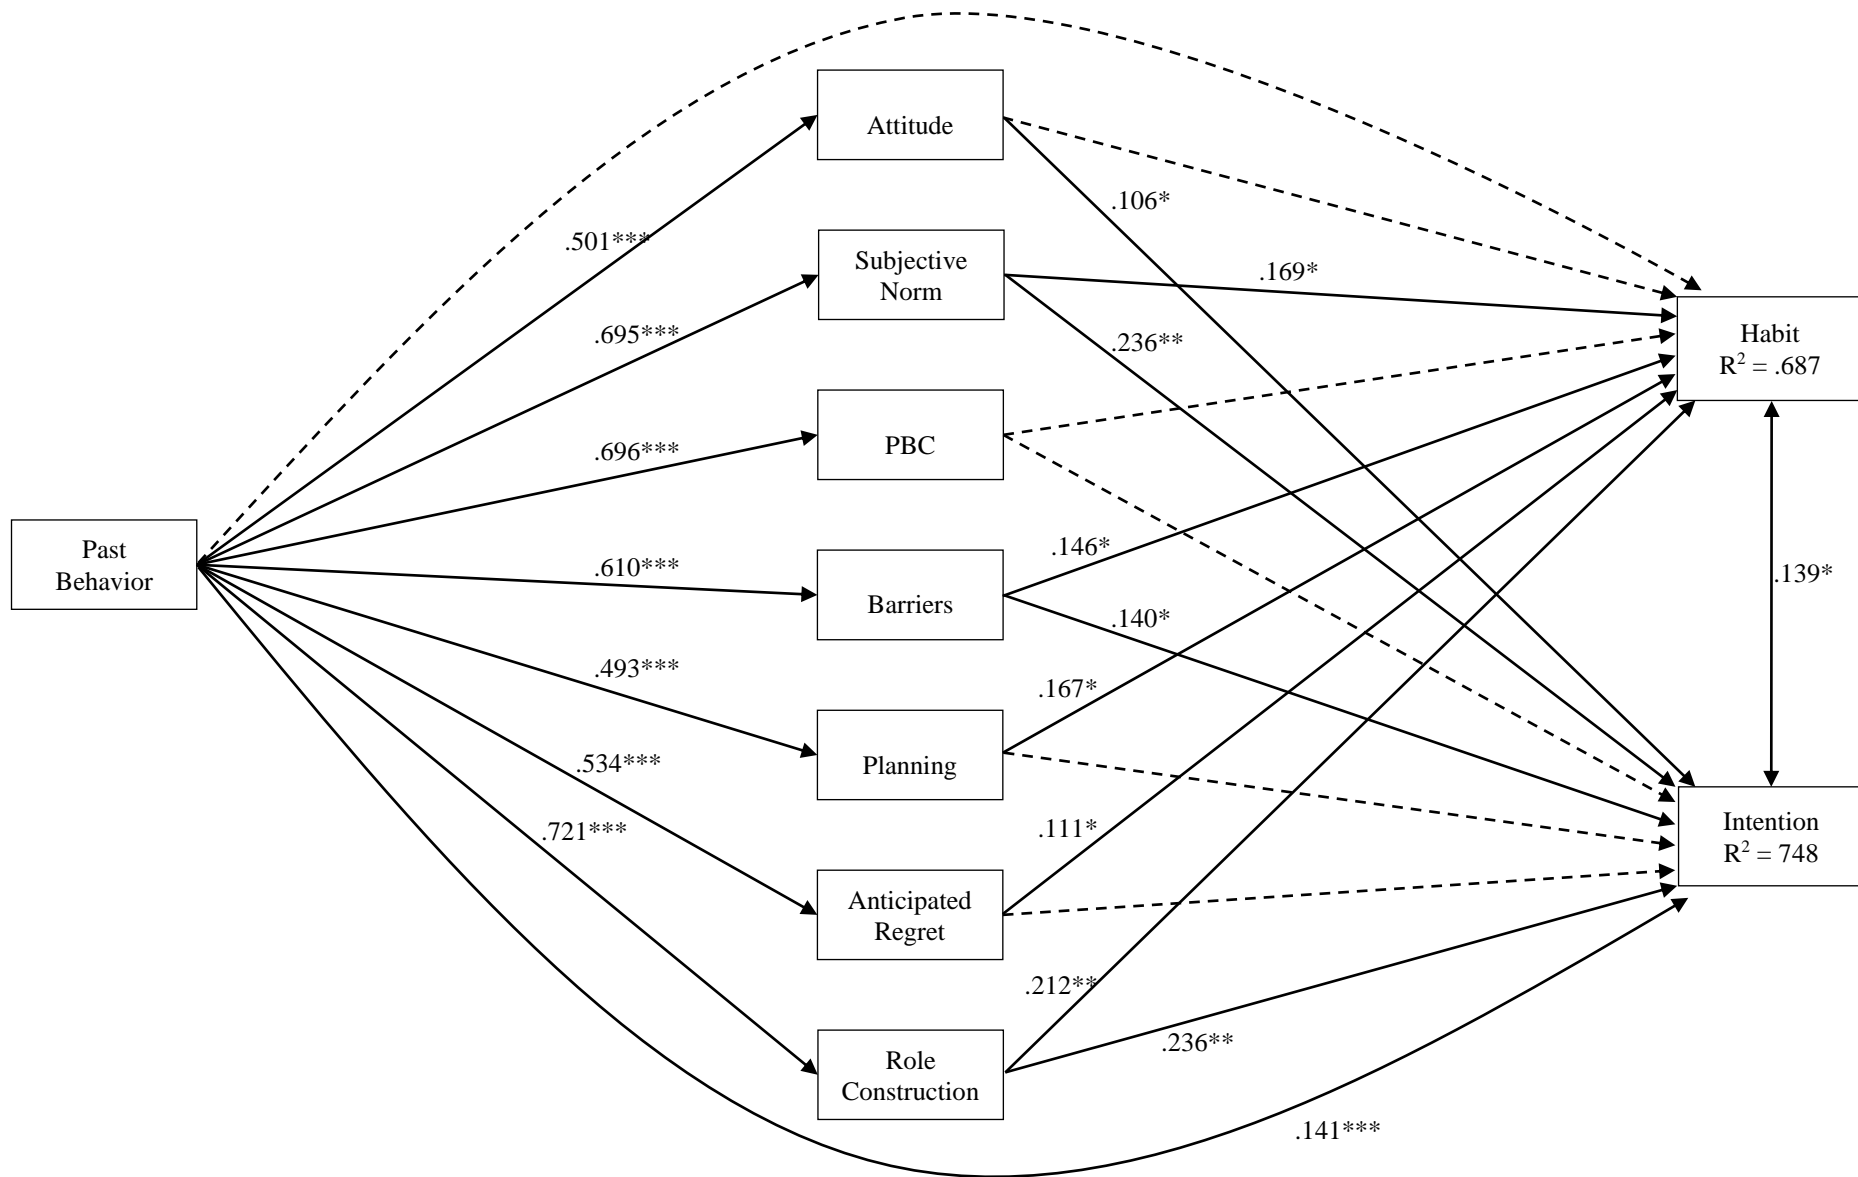 Attitude
.106*
.501***
Subjective
Norm
.169*
.695***
.236**
Habit
R² = .687
PBC
.696***
Past
Behavior
.610***
.146*
.139*
Barriers
.140*
.493***
.167*
Planning
.534***
.721***
.111*
Intention
R² = 748
Anticipated
Regret
.212**
.236**
Role
Construction
.141***